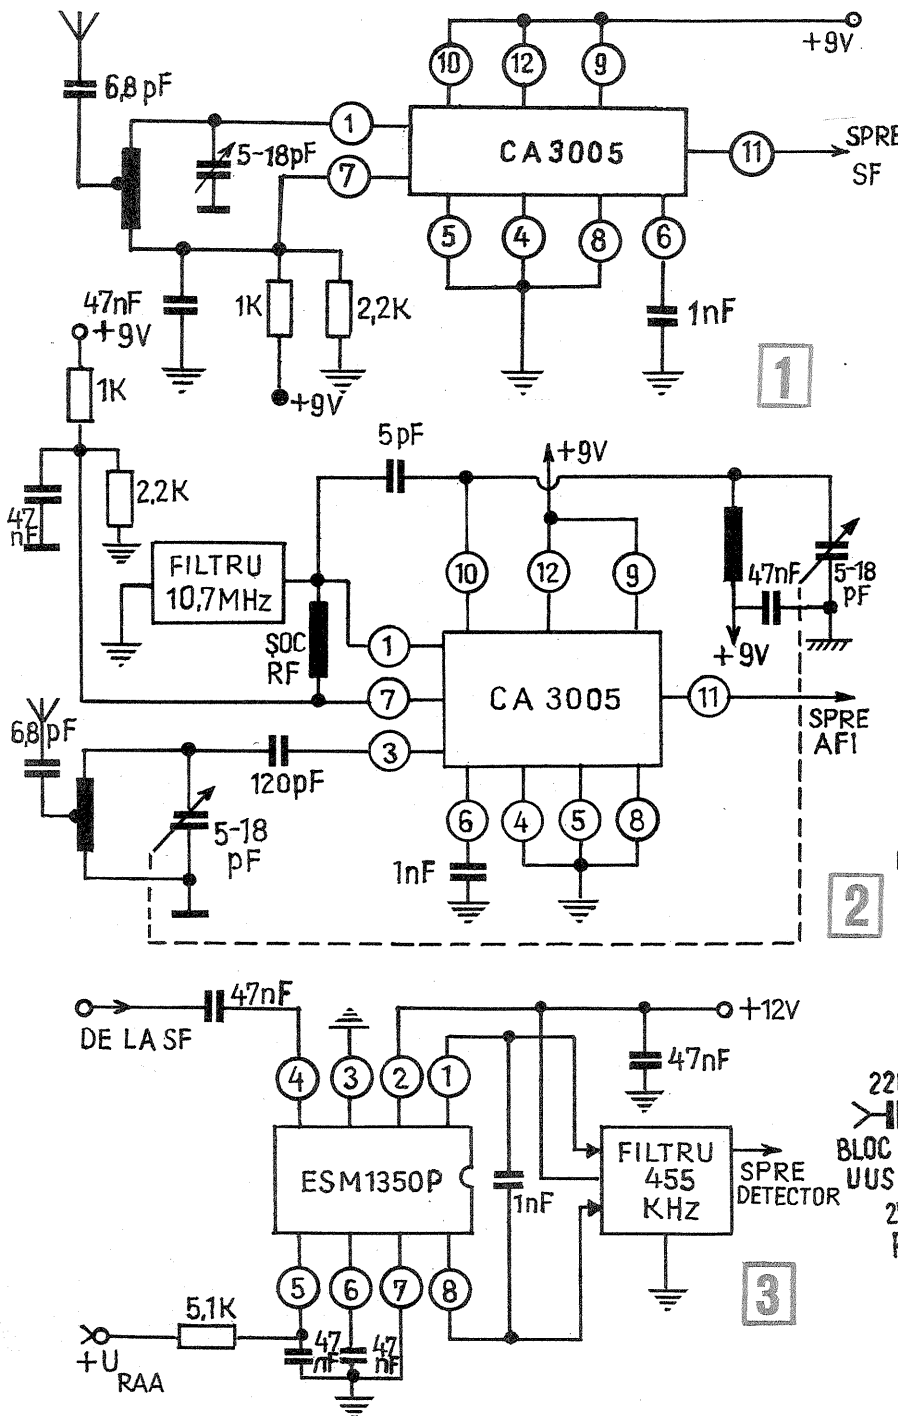 6,8 pF
10
12
9
+9V
1
5-18pF
7
CA3005
11
SPRE
SF
5
4
8
6
47nF
1K
2,2K
1nF
+9V
+9V
1
1K
2,2K
47
nF
5pF
+9V
FILTRU
10,7MHz
ȘOC
RF
10
12
9
47nF
5-18
pF
+9V
1
7
3
CA 3005
11
SPRE
AFI
6,8 pF
120pF
5-18
pF
6
4
5
8
1nF
2
DE LA SF
47nF
4
3
2
1
+12V
47nF
ESM1350P
1nF
FILTRU
455
KHz
SPRE
DETECTOR
5
6
7
8
5,1K
+U RAA
47
nF
47
nF
3
BLOC
UUS